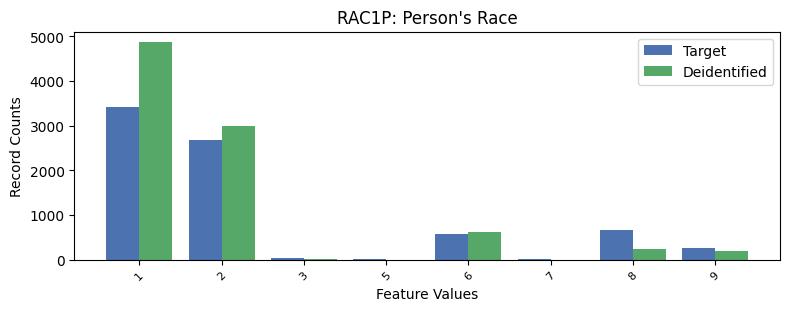 RAC1P: Person's Race
Record Counts
5000
4000
3000
2000
1000
0
Target
Deidentified
1 2 3 5 6 7 8 9
Feature Values